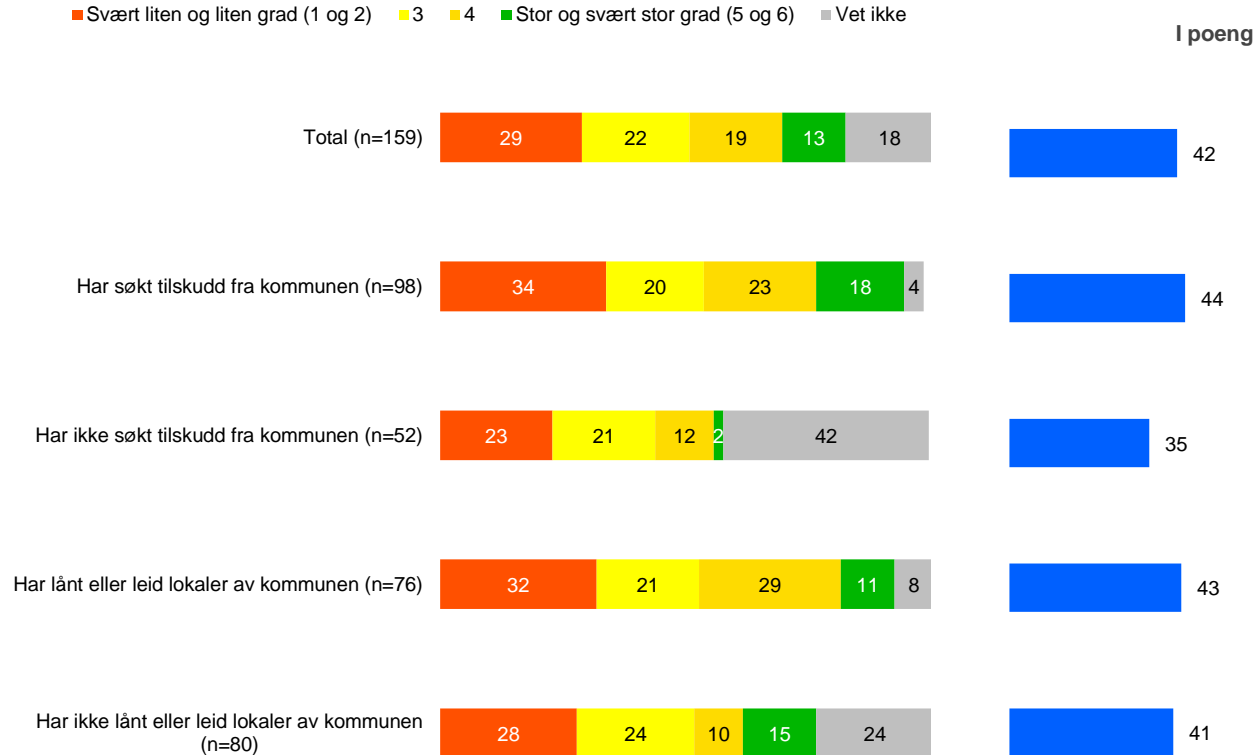 Svært liten og liten grad (1 og 2) 3 4 Stor og svært stor grad (5 og 6) Vet ikke
I poeng
Total (n=159) 29 22 19 13 18 42
Har søkt tilskudd fra kommunen (n=98) 34 20 23 18 4 44
Har ikke søkt tilskudd fra kommunen (n=52) 23 21 12 2 42 35
Har lånt eller leid lokaler av kommunen (n=76) 32 21 29 11 8 43
Har ikke lånt eller leid lokaler av kommunen
(n=80) 28 24 10 15 24 41